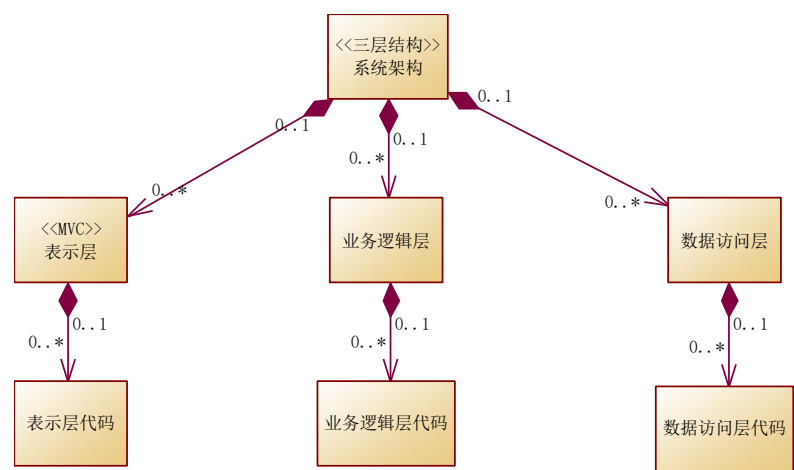 <<三层结构>>
系统架构
0..1
0..1
0..1
0..*
0..*
0..*
<<MVC>>
表示层
业务逻辑层
数据访问层
0..1
0..1
0..1
0..*
0..*
0..*
表示层代码
业务逻辑层代码
数据访问层代码